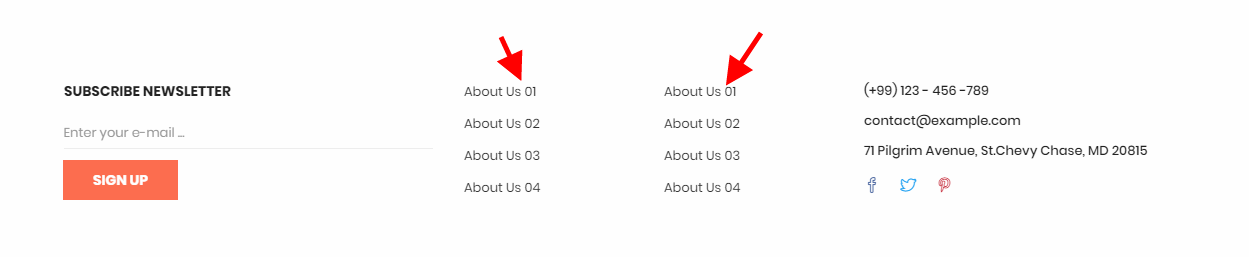 SUBSCRIBE NEWSLETTER
Enter your e-mail ...
SIGN UP
About Us 01
About Us 02
About Us 03
About Us 04
About Us 01
About Us 02
About Us 03
About Us 04
(+99) 123 - 456 -789
contact@example.com
71 Pilgrim Avenue, St.Chevy Chase, MD 20815